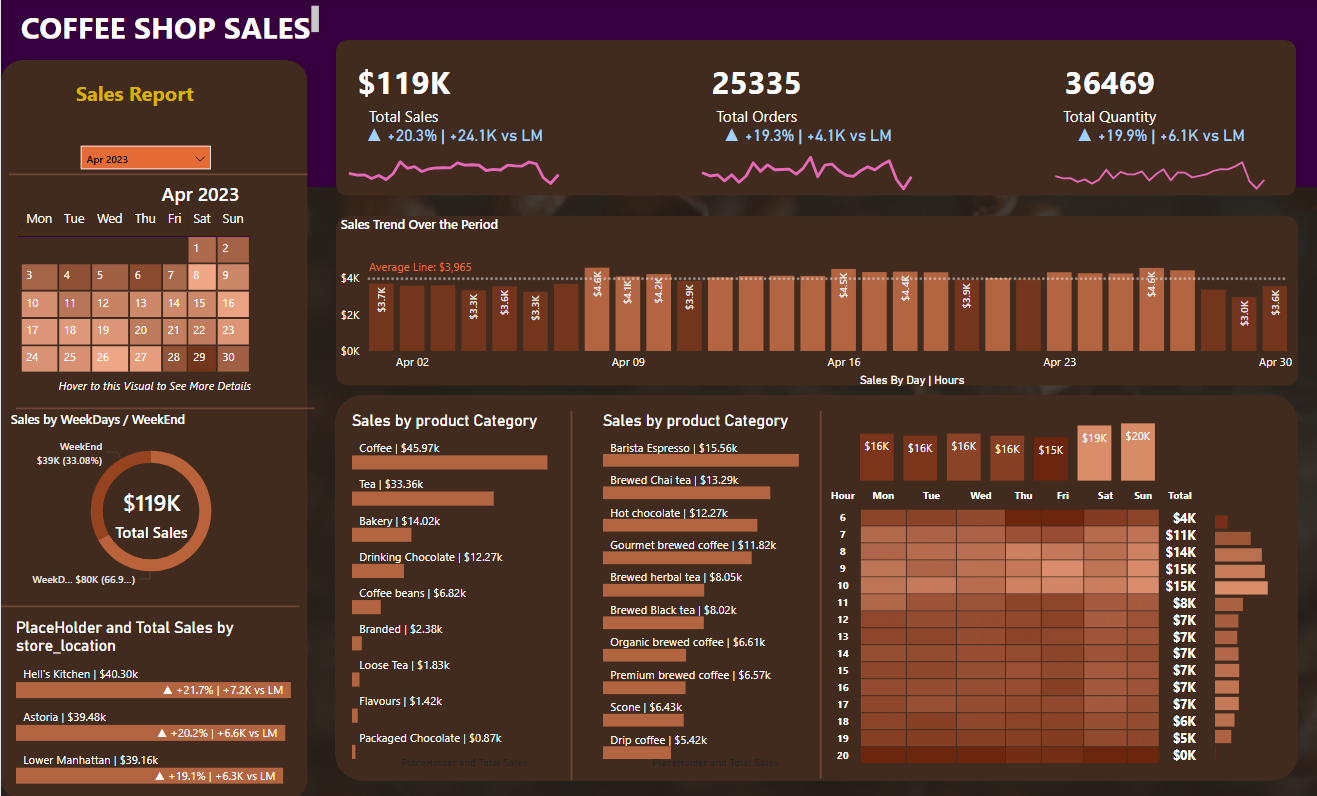 COFFEE SHOP SALES
Sales Report
Apr 2023
Apr 2023
Mon Tue Wed Thu Fri Sat Sun
1 2
3 4 5 6 7 8 9
10 11 12 13 14 15 16
17 18 19 20 21 22 23
24 25 26 27 28 29 30
Hover to this Visual to See More Details
Sales by WeekDays / WeekEnd
WeekEnd
$39K (33.08%)
$119K
Total Sales
WeekD... $80K (66.9...)
PlaceHolder and Total Sales by
store_location
Hell's Kitchen | $40.30k
▲ +21.7% | +7.2K vs LM
Astoria | $39.48k
▲ +20.2% | +6.6K vs LM
Lower Manhattan | $39.16k
▲ +19.1% | +6.3K vs LM
$119K
Total Sales
▲ +20.3% | +24.1K vs LM
25335
Total Orders
▲ +19.3% | +4.1K vs LM
36469
Total Quantity
▲ +19.9% | +6.1K vs LM
Sales Trend Over the Period
Average Line: $3,965
$4K
$2K
$0K
$3.7K $3.3K $3.6K $3.3K $4.6K $4.1K $4.2K $3.9K $4.5K $4.4K $3.9K $4.6K $3.0K $3.6K
Apr 02 Apr 09 Apr 16 Apr 23 Apr 30
Sales By Day | Hours
Sales by product Category
Coffee | $45.97k
Tea | $33.36k
Bakery | $14.02k
Drinking Chocolate | $12.27k
Coffee beans | $6.82k
Branded | $2.38k
Loose Tea | $1.83k
Flavours | $1.42k
Packaged Chocolate | $0.87k
PlaceHolder and Total Sales
Sales by product Category
Barista Espresso | $15.56k
Brewed Chai tea | $13.29k
Hot chocolate | $12.27k
Gourmet brewed coffee | $11.82k
Brewed herbal tea | $8.05k
Brewed Black tea | $8.02k
Organic brewed coffee | $6.61k
Premium brewed coffee | $6.57k
Scone | $6.43k
Drip coffee | $5.42k
PlaceHolder and Total Sales
$16K $16K $16K $16K $15K $19K $20K
Hour Mon Tue Wed Thu Fri Sat Sun Total
6 $4K
7 $11K
8 $14K
9 $15K
10 $15K
11 $8K
12 $7K
13 $7K
14 $7K
15 $7K
16 $7K
17 $7K
18 $6K
19 $5K
20 $0K